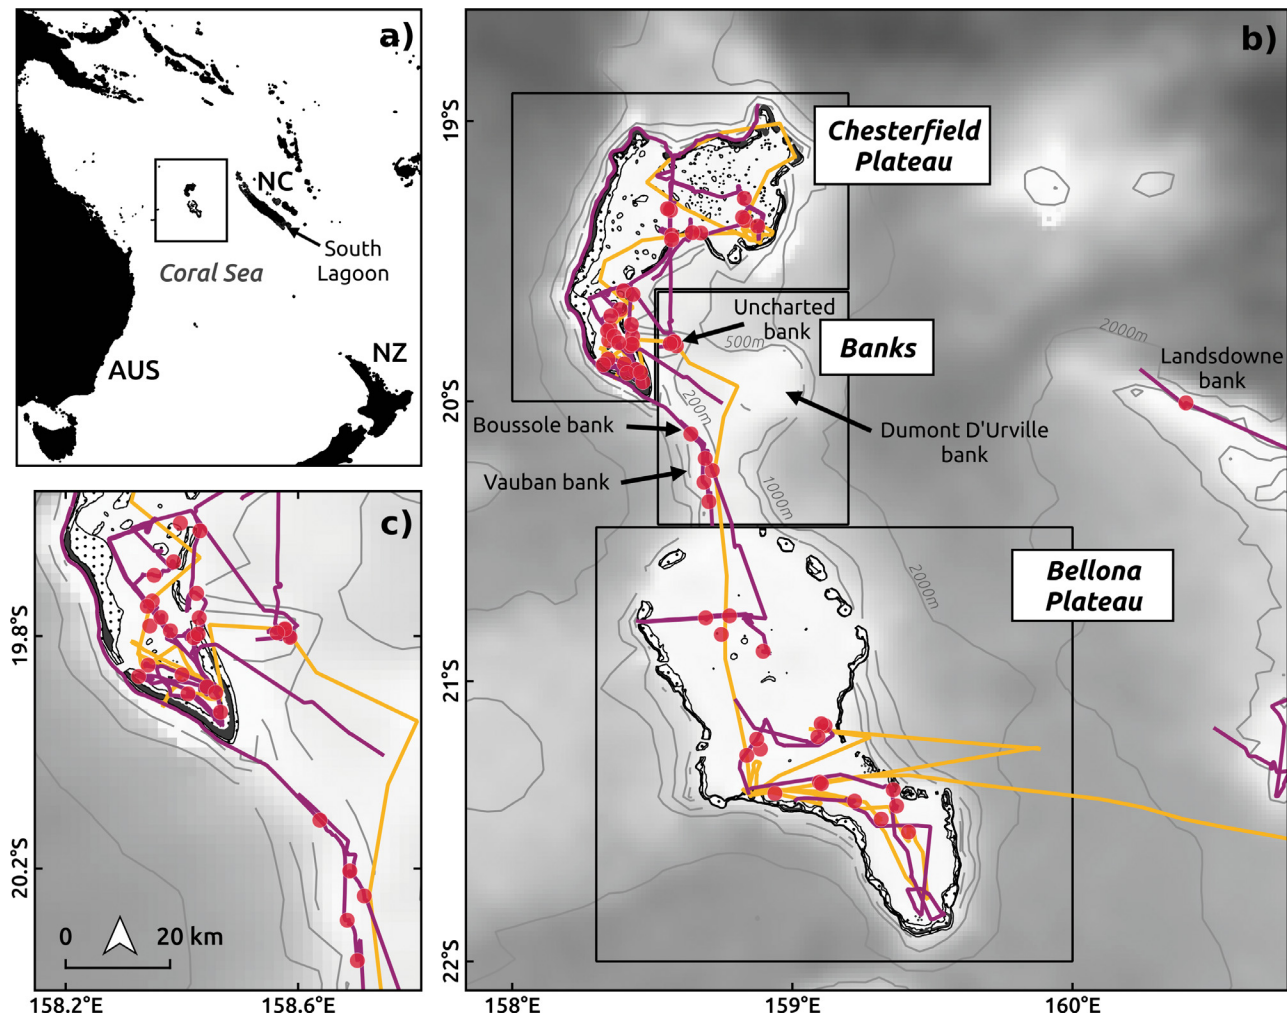 a)
NC
South
Lagoon
Coral Sea
AUS
NZ
b)
19°S
20°S
21°S
22°S
158°E
159°E
160°E
Chesterfield
Plateau
Uncharted
bank
500m
Banks
2000m
Landsdowne
bank
200m
Boussole bank
Dumont D'Urville
bank
Vauban bank
1000m
2000m
Bellona
Plateau
c)
19.8°S
20.2°S
0
20 km
158.2°E
158.6°E